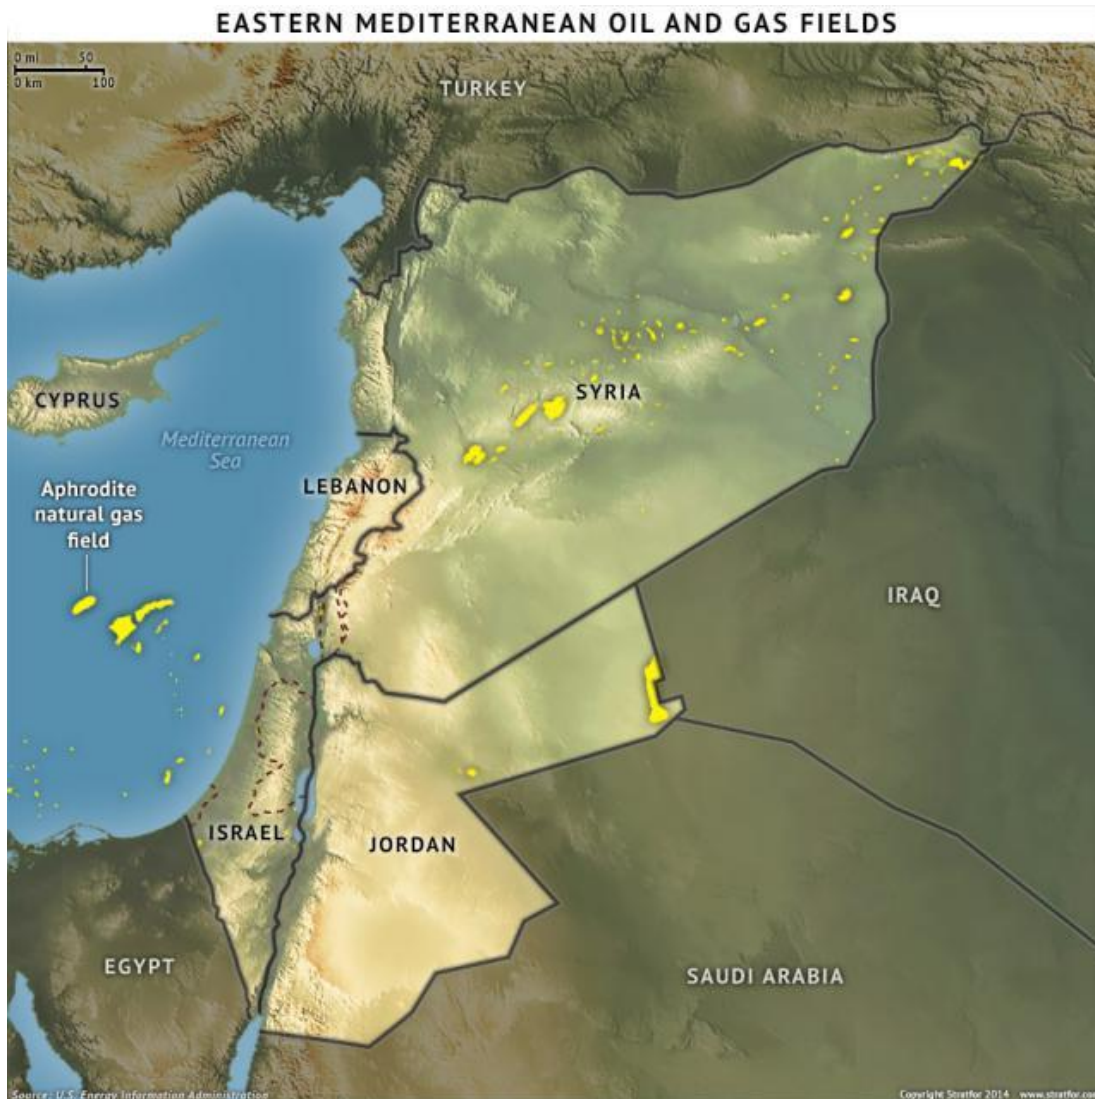 EASTERN MEDITERRANEAN OIL AND GAS FIELDS
0 mi 50
0 km 100
TURKEY
CYPRUS
SYRIA
Mediterranean
Sea
LEBANON
Aphrodite
natural gas
field
IRAQ
ISRAEL
JORDAN
EGYPT
SAUDI ARABIA
Source: U.S. Energy Information Administration
Copyright Stratfor 2014 www.stratfor.com